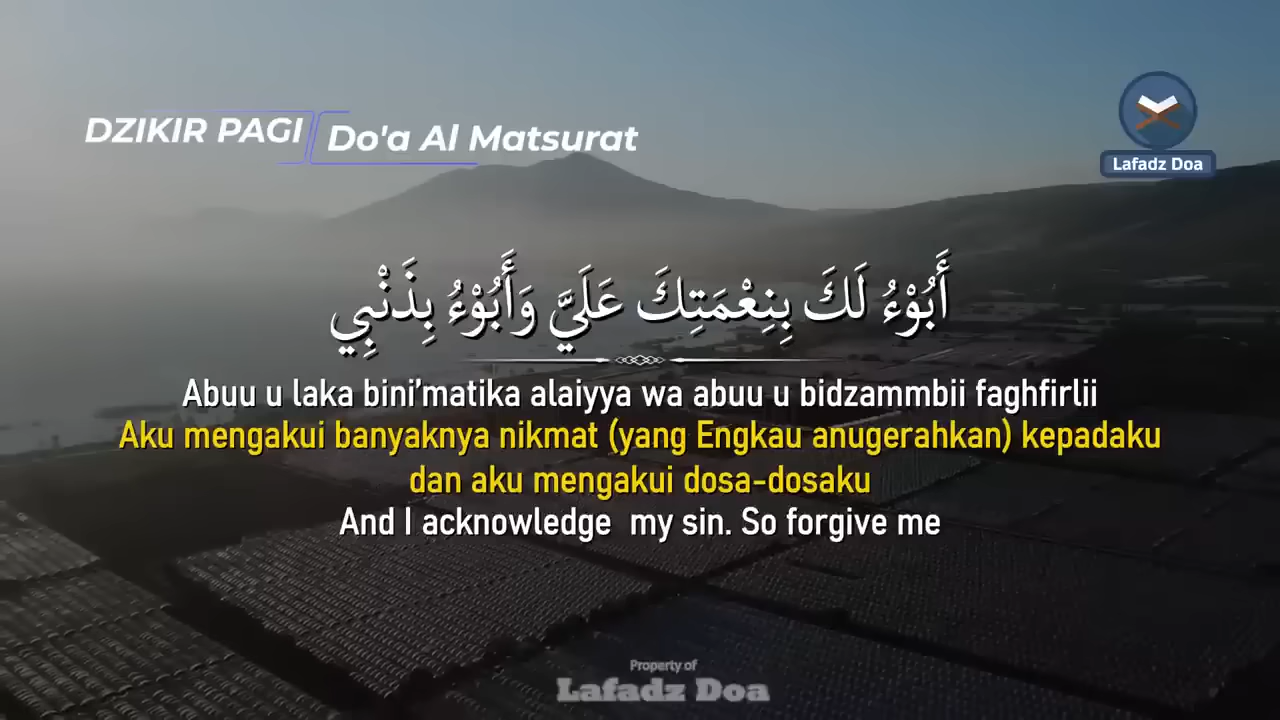 DZIKIR PAGI
Do'a Al Matsurat
Lafadz Doa
أَبُوْءُ لَكَ بِنِعْمَتِكَ عَلَيَّ وَأَبُوْءُ بِذَنْبِي
Abuu u laka bini’matika alaiyya wa abuu u bidzammbii faghfirlii
Aku mengakui banyaknya nikmat (yang Engkau anugerahkan) kepadaku
dan aku mengakui dosa-dosaku
And I acknowledge  my sin. So forgive me
Property of
Lafadz Doa